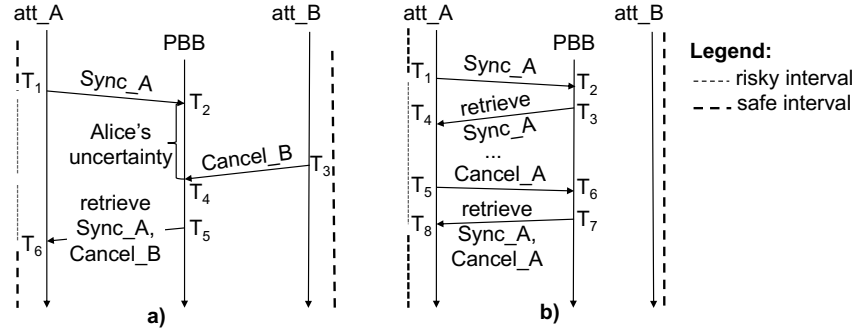 att_A
PBB
att_B
T1
Sync_A
T2
Alice's
uncertainty
Cancel_B
T3
T4
retrieve
Sync_A,
Cancel_B
T5
T6
a)
att_A
PBB
att_B
T1
Sync_A
T2
retrieve
T3
T4
Sync_A
...
Cancel_A
T5
T6
retrieve
T7
T8
Sync_A,
Cancel_A
b)
Legend:
risky interval
safe interval